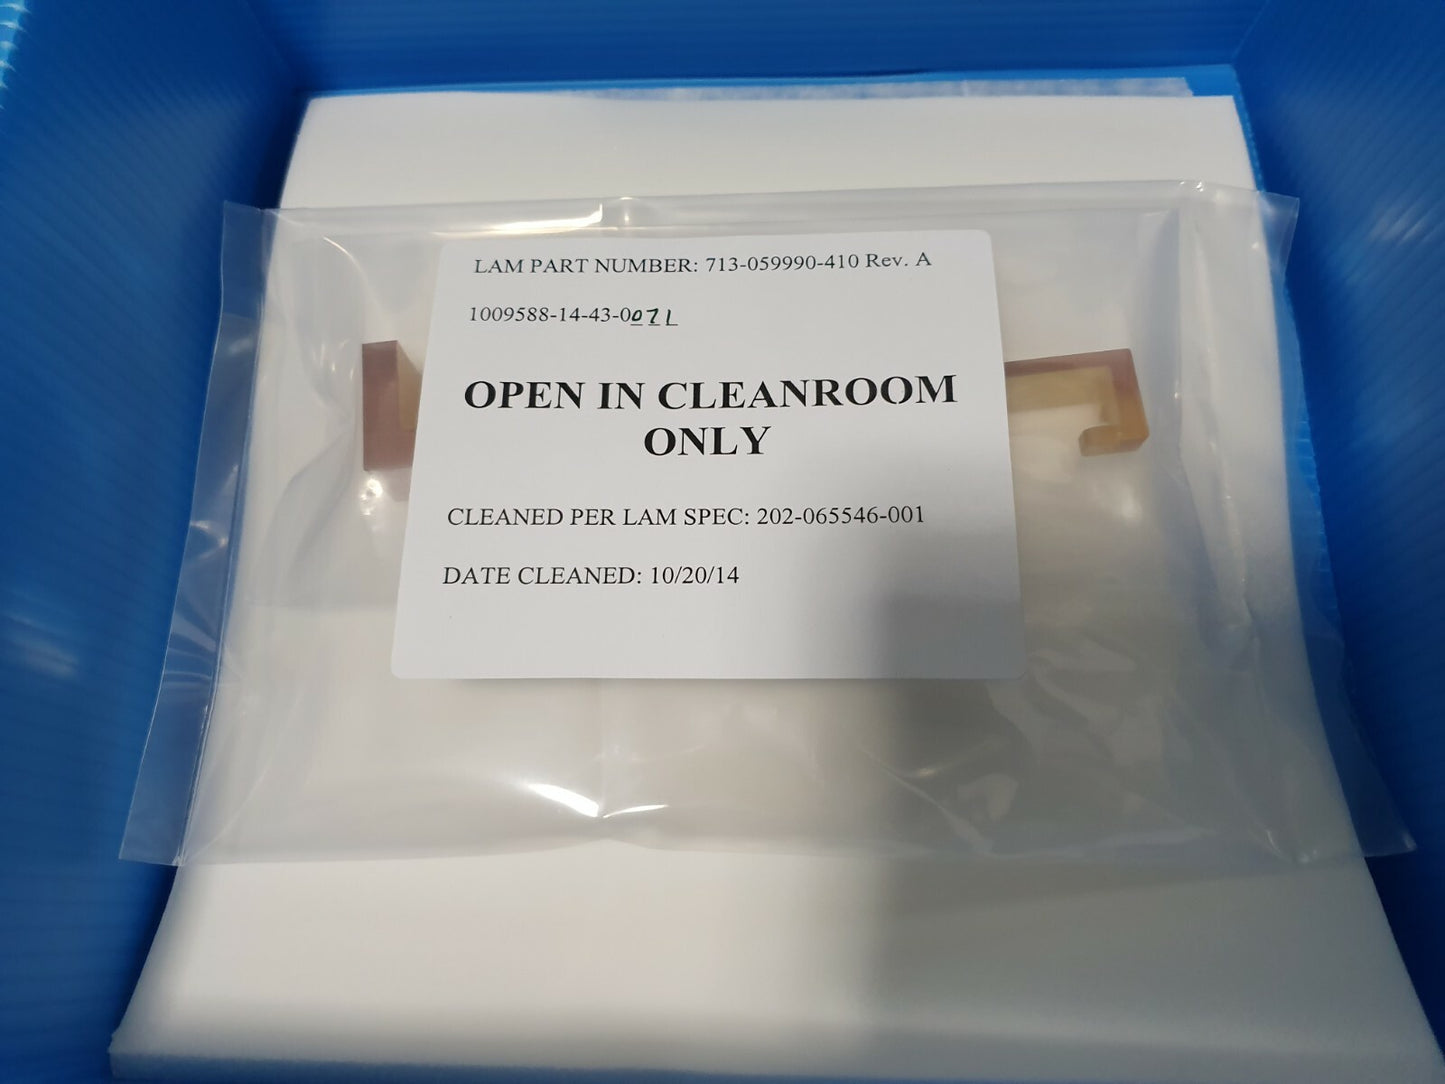 LAM PART NUMBER: 713-059990-410 Rev. A
1009588-14-43-0071
OPEN IN CLEANROOM
ONLY
CLEANED PER LAM SPEC: 202-065546-001
DATE CLEANED: 10/20/14